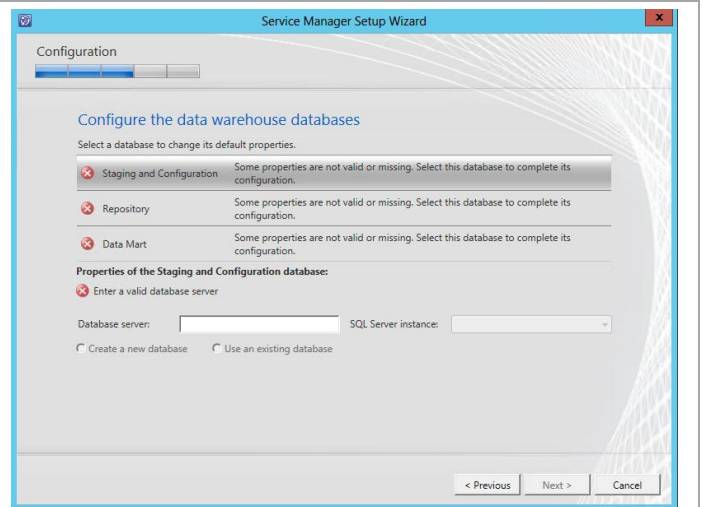 Service Manager Setup Wizard
x
Configuration
Configure the data warehouse databases
Select a database to change its default properties.
Staging and Configuration Some properties are not valid or missing. Select this database to complete its
configuration.
Repository Some properties are not valid or missing. Select this database to complete its
configuration.
Data Mart Some properties are not valid or missing. Select this database to complete its
configuration.
Properties of the Staging and Configuration database:
Enter a valid database server
Database server: SQL Server instance:
Create a new database Use an existing database
< Previous Next > Cancel